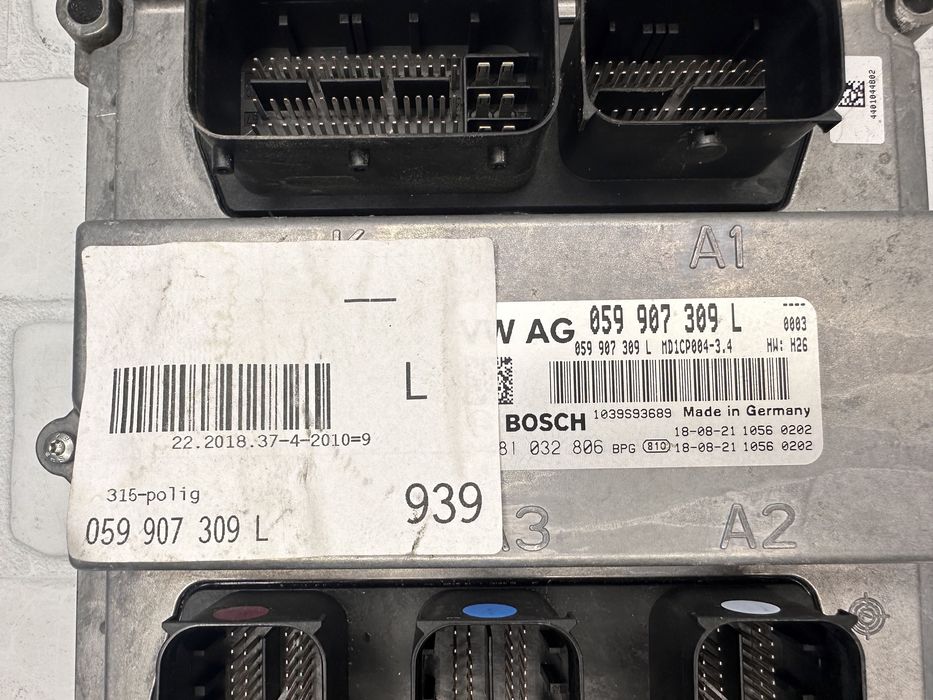 4401044802
A1
VW AG 059 907 309 L
----
0003
059 907 309 L MD1CP004-3.4 HW: H26
BOSCH 1039S93689 Made in Germany
18-08-21 1056 0202
81 032 806 BPG 810 18-08-21 1056 0202
L
22.2018.37-4-2010=9
315-polig
939
059 907 309 L
A3
A2